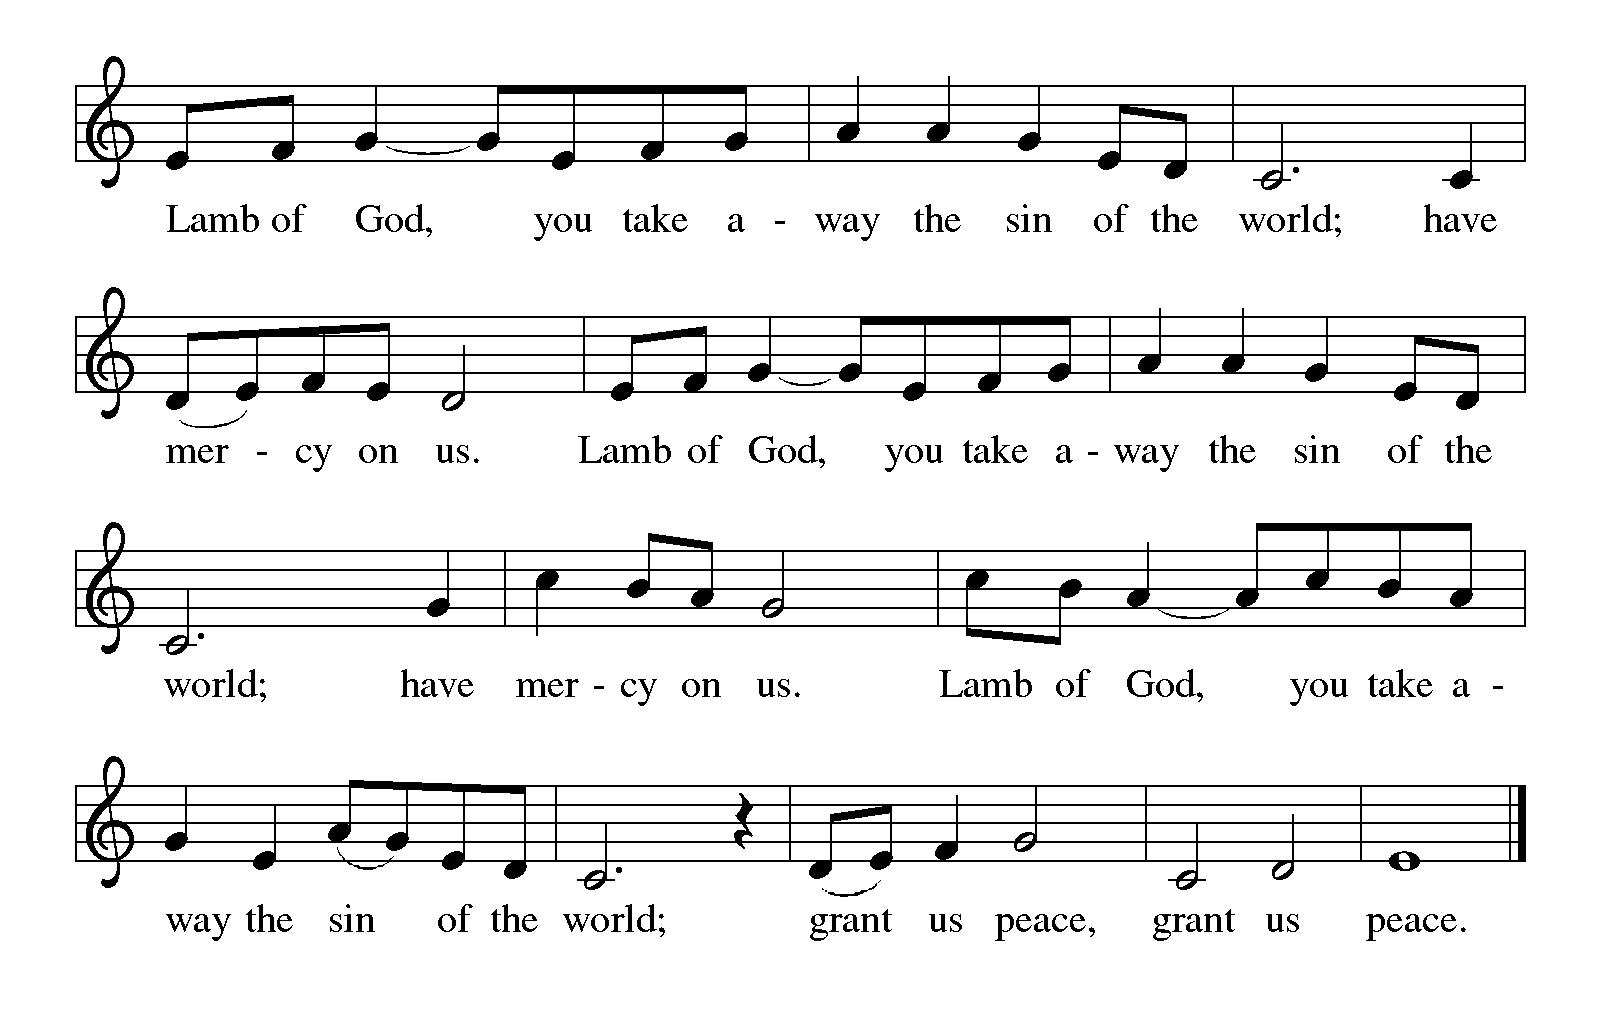 Lamb of God, you take a - way the sin of the world; have
mer - cy on us. Lamb of God, you take a - way the sin of the
world; have mer - cy on us. Lamb of God, you take a -
way the sin of the world; grant us peace, grant us peace.